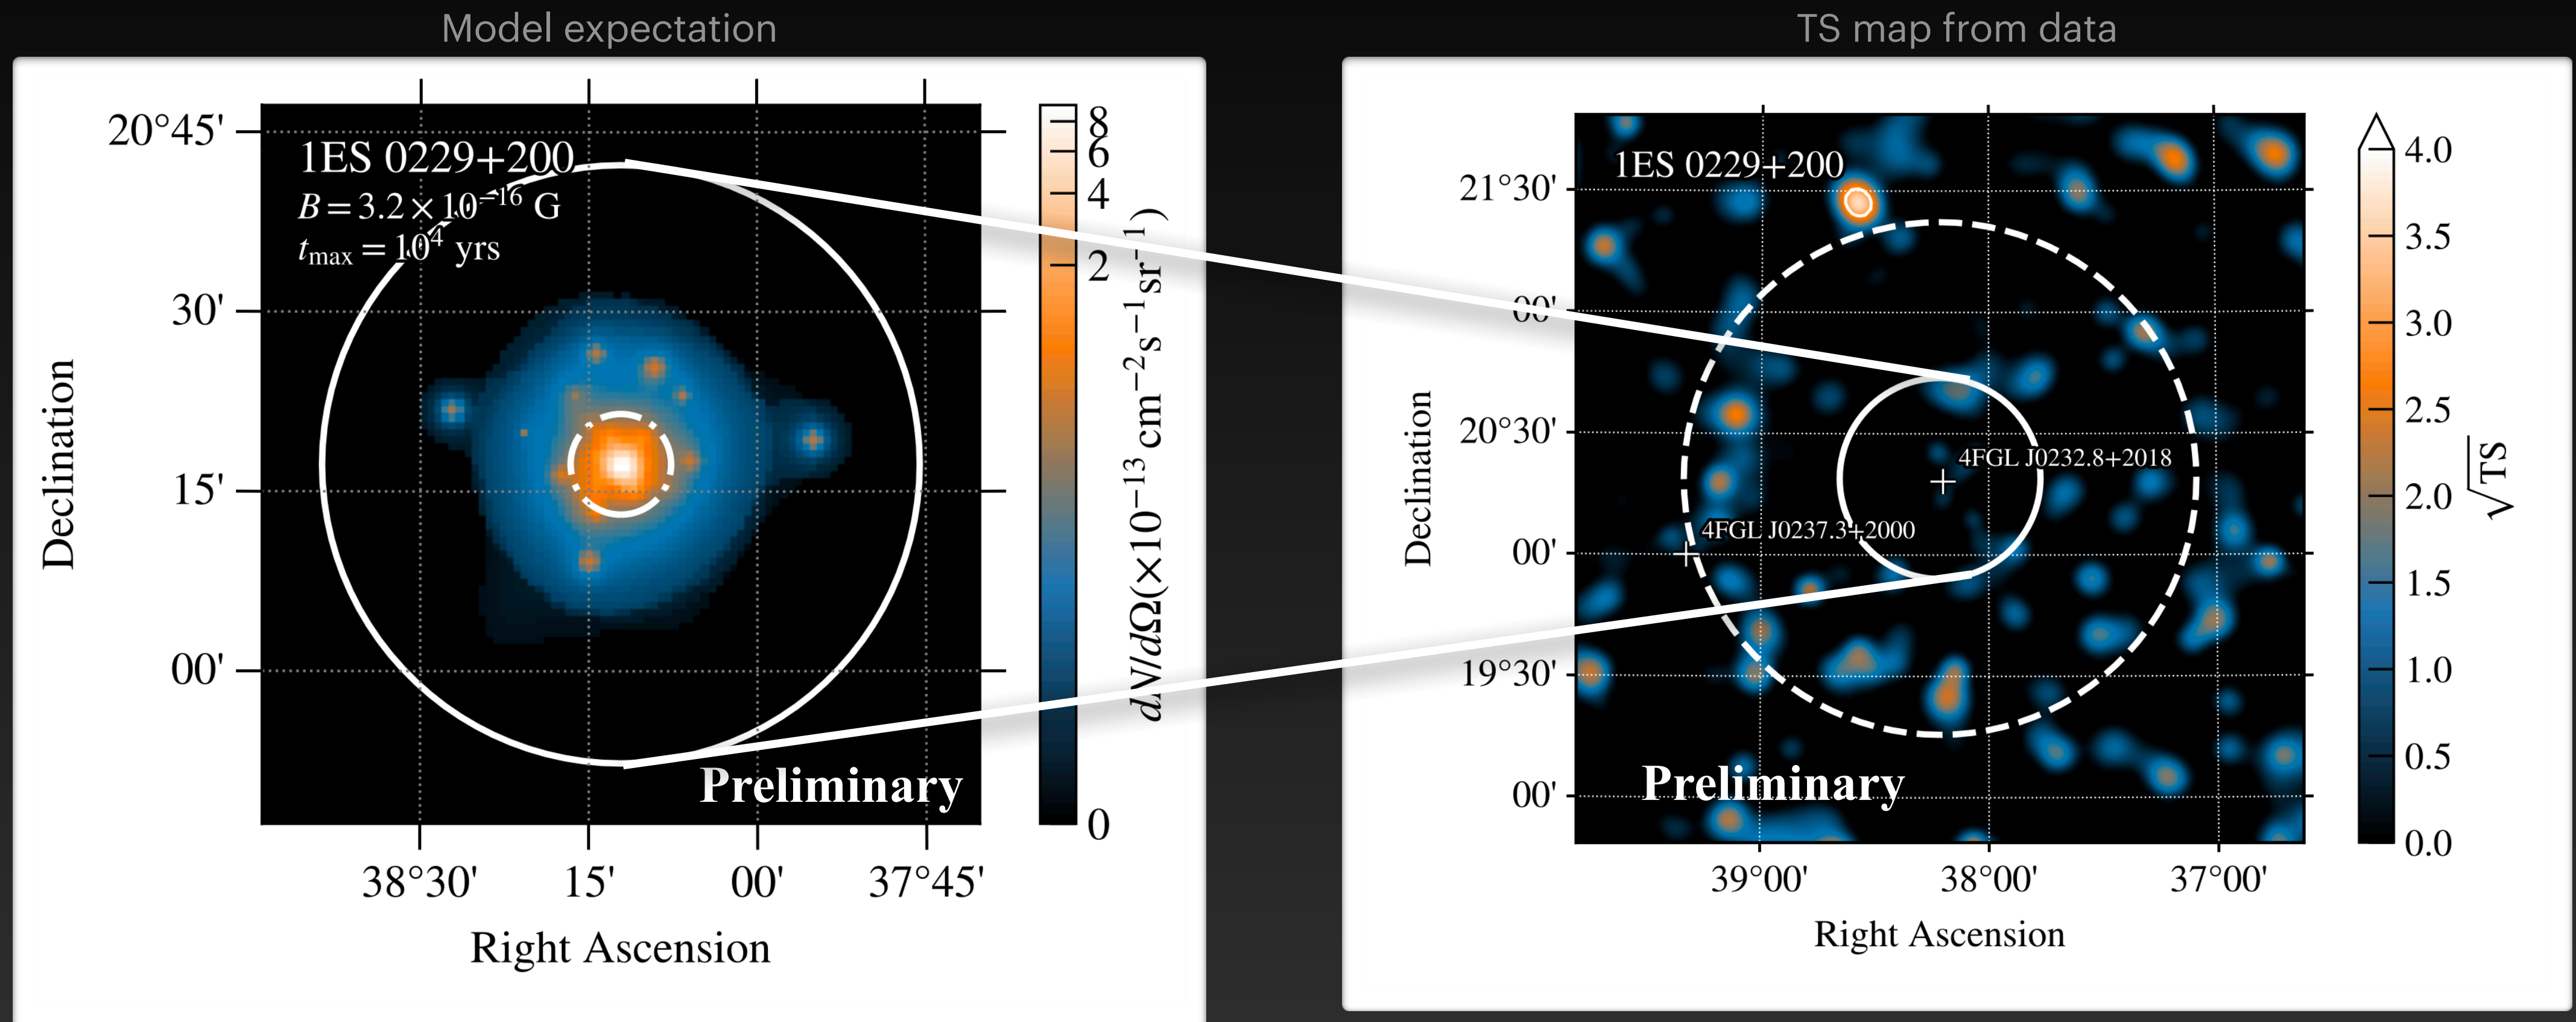 Model expectation
20°45'
30'
15'
00'
Declination
1ES 0229+200
B = 3.2 × 10⁻¹⁶ G
tₘₐₓ = 10⁴ yrs
Preliminary
38°30'
15'
00'
37°45'
Right Ascension
8
6
4
2
0
dN/dΩ(×10⁻¹³ cm⁻² s⁻¹ sr⁻¹)
TS map from data
21°30'
00'
20°30'
00'
19°30'
00'
Declination
1ES 0229+200
4FGL J0232.8+2018
4FGL J0237.3+2000
Preliminary
39°00'
38°00'
37°00'
Right Ascension
4.0
3.5
3.0
2.5
2.0
1.5
1.0
0.5
0.0
√TS